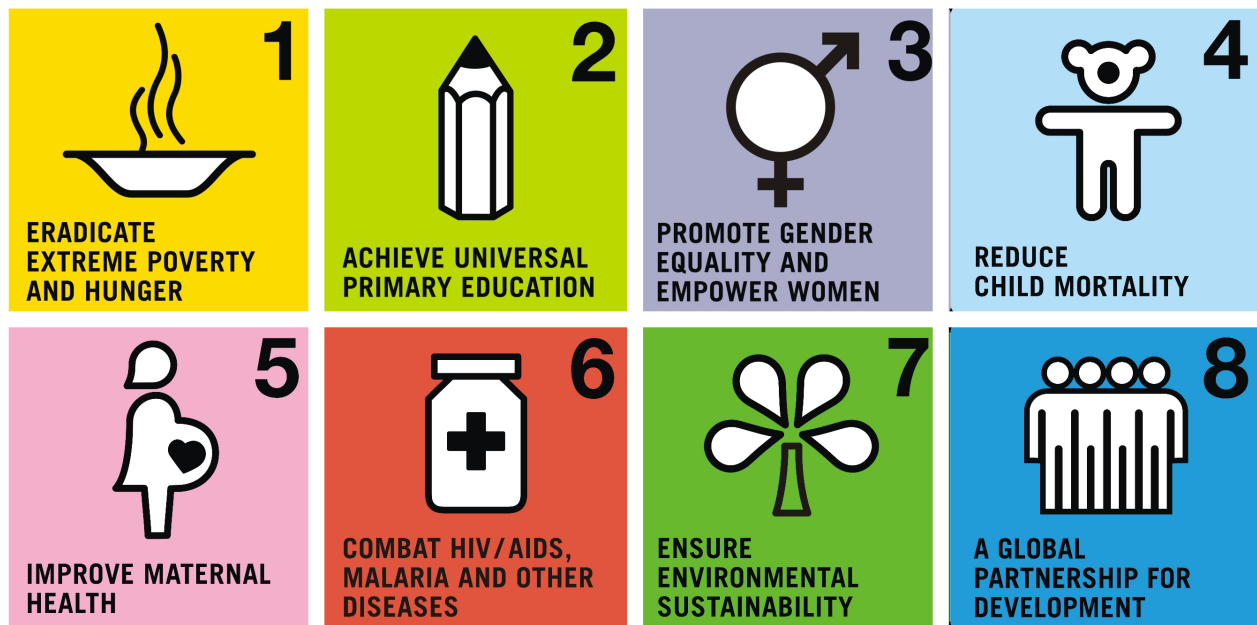 1
ERADICATE
EXTREME POVERTY
AND HUNGER
2
ACHIEVE UNIVERSAL
PRIMARY EDUCATION
3
PROMOTE GENDER
EQUALITY AND
EMPOWER WOMEN
4
REDUCE
CHILD MORTALITY
5
IMPROVE MATERNAL
HEALTH
6
COMBAT HIV/AIDS,
MALARIA AND OTHER
DISEASES
7
ENSURE
ENVIRONMENTAL
SUSTAINABILITY
8
A GLOBAL
PARTNERSHIP FOR
DEVELOPMENT